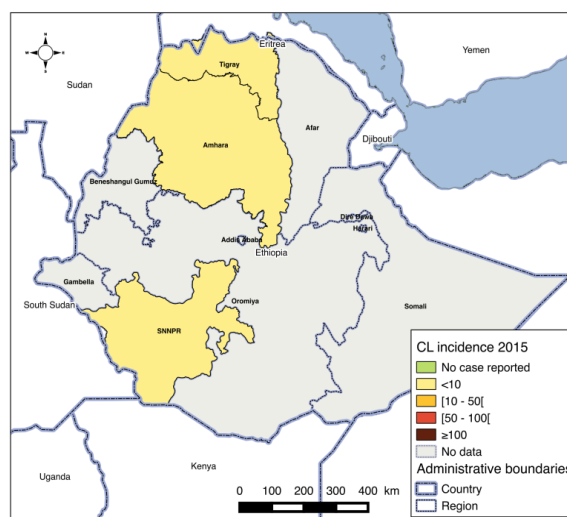 N
W
E
S
Eritrea
Yemen
Tigray
Sudan
Afar
Djibouti
Amhara
Beneshangul Gumuz
Dire Dawa
Harari
Addis Ababa
Ethiopia
Gambella
South Sudan
Oromiya
Somali
SNNPR
CL incidence 2015
No case reported
<10
[10 - 50[
[50 - 100[
≥100
No data
Administrative boundaries
Country
Region
Uganda
Kenya
0 100 200 300 400 km